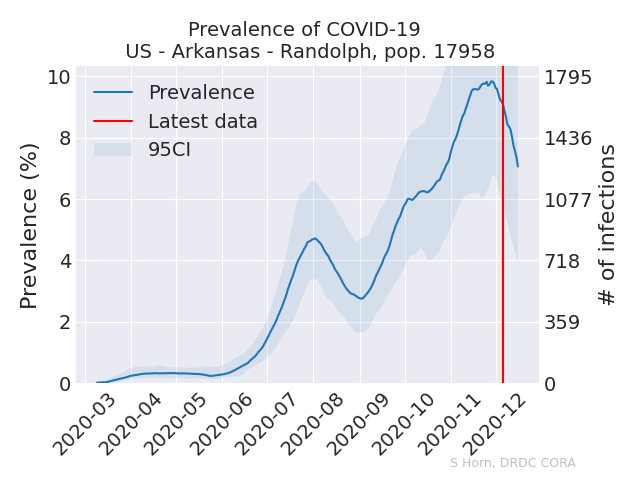 Prevalence of COVID-19
US - Arkansas - Randolph, pop. 17958
Prevalence
Latest data
95CI
10
8
6
4
2
0
1795
1436
1077
718
359
0
Prevalence (%)
# of infections
2020-03
2020-04
2020-05
2020-06
2020-07
2020-08
2020-09
2020-10
2020-11
2020-12
S Horn, DRDC CORA